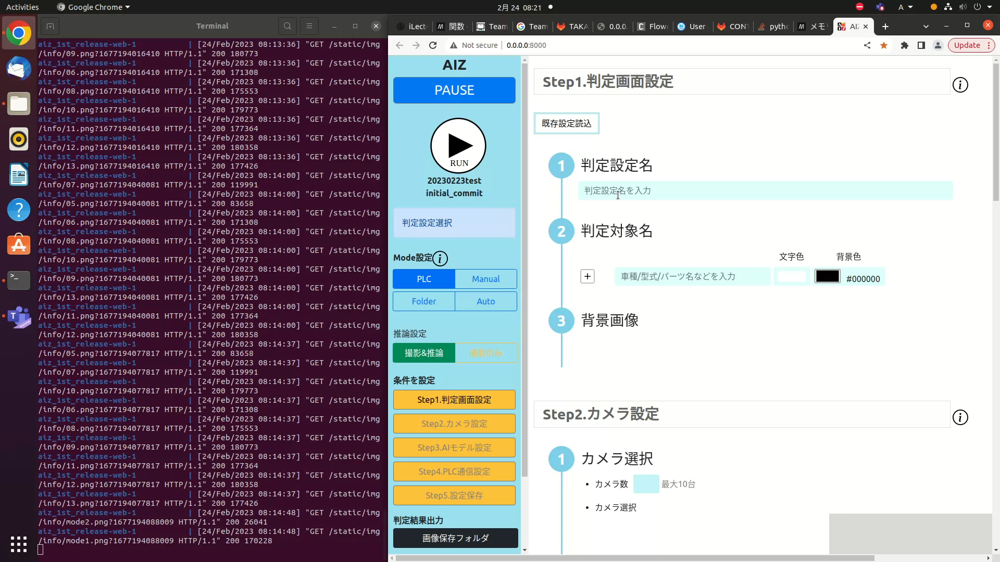 Activities
Google Chrome
2月 24 08:21
A
Terminal
aiz_1st_release-web-1 | [24/Feb/2023 08:13:36] "GET /static/img
/info/09.png?1677194016410 HTTP/1.1" 200 180773
aiz_1st_release-web-1 | [24/Feb/2023 08:13:36] "GET /static/img
/info/06.png?1677194016410 HTTP/1.1" 200 171308
aiz_1st_release-web-1 | [24/Feb/2023 08:13:36] "GET /static/img
/info/08.png?1677194016410 HTTP/1.1" 200 175553
aiz_1st_release-web-1 | [24/Feb/2023 08:13:36] "GET /static/img
/info/10.png?1677194016410 HTTP/1.1" 200 179773
aiz_1st_release-web-1 | [24/Feb/2023 08:13:36] "GET /static/img
/info/11.png?1677194016410 HTTP/1.1" 200 177364
aiz_1st_release-web-1 | [24/Feb/2023 08:13:36] "GET /static/img
/info/12.png?1677194016410 HTTP/1.1" 200 180358
aiz_1st_release-web-1 | [24/Feb/2023 08:13:36] "GET /static/img
/info/13.png?1677194016410 HTTP/1.1" 200 177426
aiz_1st_release-web-1 | [24/Feb/2023 08:14:00] "GET /static/img
/info/07.png?1677194040081 HTTP/1.1" 200 119991
aiz_1st_release-web-1 | [24/Feb/2023 08:14:00] "GET /static/img
/info/05.png?1677194040081 HTTP/1.1" 200 83658
aiz_1st_release-web-1 | [24/Feb/2023 08:14:00] "GET /static/img
/info/06.png?1677194040081 HTTP/1.1" 200 171308
aiz_1st_release-web-1 | [24/Feb/2023 08:14:00] "GET /static/img
/info/08.png?1677194040081 HTTP/1.1" 200 175553
aiz_1st_release-web-1 | [24/Feb/2023 08:14:00] "GET /static/img
/info/10.png?1677194040081 HTTP/1.1" 200 179773
aiz_1st_release-web-1 | [24/Feb/2023 08:14:00] "GET /static/img
/info/09.png?1677194040081 HTTP/1.1" 200 180773
aiz_1st_release-web-1 | [24/Feb/2023 08:14:00] "GET /static/img
/info/13.png?1677194040081 HTTP/1.1" 200 177426
aiz_1st_release-web-1 | [24/Feb/2023 08:14:00] "GET /static/img
/info/11.png?1677194040081 HTTP/1.1" 200 177364
aiz_1st_release-web-1 | [24/Feb/2023 08:14:00] "GET /static/img
/info/12.png?1677194040081 HTTP/1.1" 200 180358
aiz_1st_release-web-1 | [24/Feb/2023 08:14:37] "GET /static/img
/info/05.png?1677194077817 HTTP/1.1" 200 83658
aiz_1st_release-web-1 | [24/Feb/2023 08:14:37] "GET /static/img
/info/07.png?1677194077817 HTTP/1.1" 200 119991
aiz_1st_release-web-1 | [24/Feb/2023 08:14:37] "GET /static/img
/info/10.png?1677194077817 HTTP/1.1" 200 179773
aiz_1st_release-web-1 | [24/Feb/2023 08:14:37] "GET /static/img
/info/06.png?1677194077817 HTTP/1.1" 200 171308
aiz_1st_release-web-1 | [24/Feb/2023 08:14:37] "GET /static/img
/info/08.png?1677194077817 HTTP/1.1" 200 175553
aiz_1st_release-web-1 | [24/Feb/2023 08:14:37] "GET /static/img
/info/09.png?1677194077817 HTTP/1.1" 200 180773
aiz_1st_release-web-1 | [24/Feb/2023 08:14:37] "GET /static/img
/info/11.png?1677194077817 HTTP/1.1" 200 177364
aiz_1st_release-web-1 | [24/Feb/2023 08:14:37] "GET /static/img
/info/12.png?1677194077817 HTTP/1.1" 200 180358
aiz_1st_release-web-1 | [24/Feb/2023 08:14:37] "GET /static/img
/info/13.png?1677194077817 HTTP/1.1" 200 177426
aiz_1st_release-web-1 | [24/Feb/2023 08:14:48] "GET /static/img
/info/mode2.png?1677194088009 HTTP/1.1" 200 26041
aiz_1st_release-web-1 | [24/Feb/2023 08:14:48] "GET /static/img
/info/mode1.png?1677194088009 HTTP/1.1" 200 170228
iLect
関数
Team
Team
TAKA
0.0.0.
Flow
User
CONT
pytho
メモリ
AIZ
Not secure
0.0.0.0:8000
Update
AIZ
PAUSE
RUN
20230223test
initial_commit
判定設定選択
Mode設定 i
PLC
Manual
Folder
Auto
推論設定
撮影&推論
撮影のみ
条件を設定
Step1.判定画面設定
Step2.カメラ設定
Step3.AIモデル設定
Step4.PLC通信設定
Step5.設定保存
判定結果出力
画像保存フォルダ
Step1.判定画面設定
i
既存設定読込
1 判定設定名
判定設定名を入力
2 判定対象名
文字色
背景色
+
車種/型式/パーツ名などを入力
#000000
3 背景画像
Step2.カメラ設定
i
1 カメラ選択
• カメラ数
最大10台
• カメラ選択